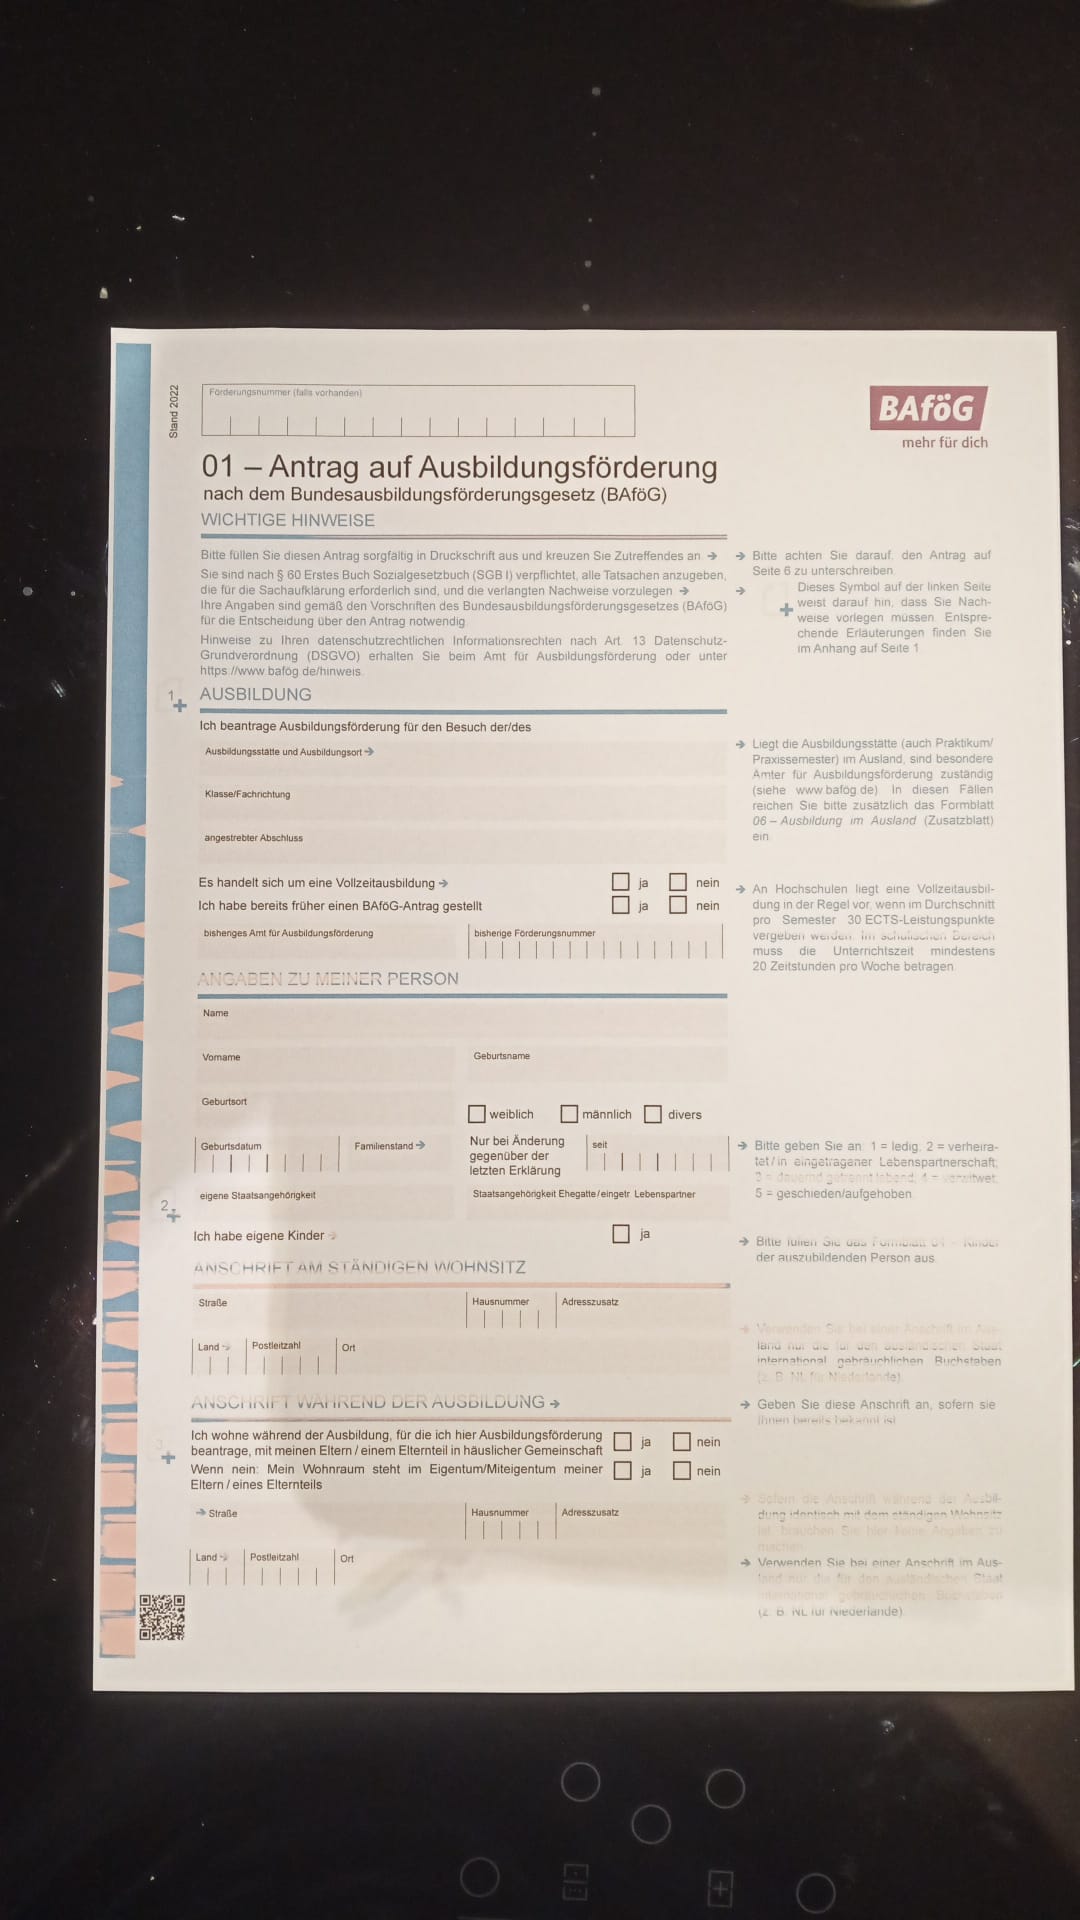 Stand 2022
Förderungsnummer (falls vorhanden)
BAföG
mehr für dich
01 – Antrag auf Ausbildungsförderung
nach dem Bundesausbildungsförderungsgesetz (BAföG)
WICHTIGE HINWEISE
Bitte füllen Sie diesen Antrag sorgfältig in Druckschrift aus und kreuzen Sie Zutreffendes an →
Sie sind nach § 60 Erstes Buch Sozialgesetzbuch (SGB I) verpflichtet, alle Tatsachen anzugeben,
die für die Sachaufklärung erforderlich sind, und die verlangten Nachweise vorzulegen →
Ihre Angaben sind gemäß den Vorschriften des Bundesausbildungsförderungsgesetzes (BAföG)
für die Entscheidung über den Antrag notwendig
Hinweise zu Ihren datenschutzrechtlichen Informationsrechten nach Art. 13 Datenschutz-
Grundverordnung (DSGVO) erhalten Sie beim Amt für Ausbildungsförderung oder unter
https://www.bafög.de/hinweis.
→ Bitte achten Sie darauf, den Antrag auf
Seite 6 zu unterschreiben
→ Dieses Symbol auf der linken Seite
+ weist darauf hin, dass Sie Nach-
weise vorlegen müssen. Entspre-
chende Erläuterungen finden Sie
im Anhang auf Seite 1
1 +
AUSBILDUNG
Ich beantrage Ausbildungsförderung für den Besuch der/des
Ausbildungsstätte und Ausbildungsort →
Klasse/Fachrichtung
angestrebter Abschluss
→ Liegt die Ausbildungsstätte (auch Praktikum/
Praxissemester) im Ausland, sind besondere
Ämter für Ausbildungsförderung zuständig
(siehe www.bafög.de). In diesen Fällen
reichen Sie bitte zusätzlich das Formblatt
06 – Ausbildung im Ausland (Zusatzblatt)
ein.
Es handelt sich um eine Vollzeitausbildung → ja nein
Ich habe bereits früher einen BAföG-Antrag gestellt ja nein
bisheriges Amt für Ausbildungsförderung bisherige Förderungsnummer
→ An Hochschulen liegt eine Vollzeitausbil-
dung in der Regel vor, wenn im Durchschnitt
pro Semester 30 ECTS-Leistungspunkte
vergeben werden. Im schulischen Bereich
muss die Unterrichtszeit mindestens
20 Zeitstunden pro Woche betragen
ANGABEN ZU MEINER PERSON
Name
Vorname Geburtsname
Geburtsort weiblich männlich divers
Geburtsdatum Familienstand → Nur bei Änderung seit
gegenüber der
letzten Erklärung
→ Bitte geben Sie an: 1 = ledig; 2 = verheira-
tet/in eingetragener Lebenspartnerschaft;
3 = dauernd getrennt lebend; 4 = verwitwet;
5 = geschieden/aufgehoben
2 +
eigene Staatsangehörigkeit Staatsangehörigkeit Ehegatte/eingetr. Lebenspartner
Ich habe eigene Kinder → ja
→ Bitte füllen Sie das Formblatt 04 – Kinder
der auszubildenden Person aus
ANSCHRIFT AM STÄNDIGEN WOHNSITZ
Straße Hausnummer Adresszusatz
Land → Postleitzahl Ort
→ Verwenden Sie bei einer Anschrift im Aus-
land nur die für den ausländischen Staat
international gebräuchlichen Buchstaben
(z. B. NL für Niederlande).
ANSCHRIFT WÄHREND DER AUSBILDUNG →
→ Geben Sie diese Anschrift an, sofern sie
Ihnen bereits bekannt ist
3 +
Ich wohne während der Ausbildung, für die ich hier Ausbildungsförderung
beantrage, mit meinen Eltern / einem Elternteil in häuslicher Gemeinschaft ja nein
Wenn nein: Mein Wohnraum steht im Eigentum/Miteigentum meiner ja nein
Eltern / eines Elternteils
→ Straße Hausnummer Adresszusatz
Land → Postleitzahl Ort
→ Sofern die Anschrift während der Ausbil-
dung identisch mit dem ständigen Wohnsitz
ist, brauchen Sie hier keine Angaben zu
machen
→ Verwenden Sie bei einer Anschrift im Aus-
land nur die für den ausländischen Staat
international gebräuchlichen Buchstaben
(z. B. NL für Niederlande)